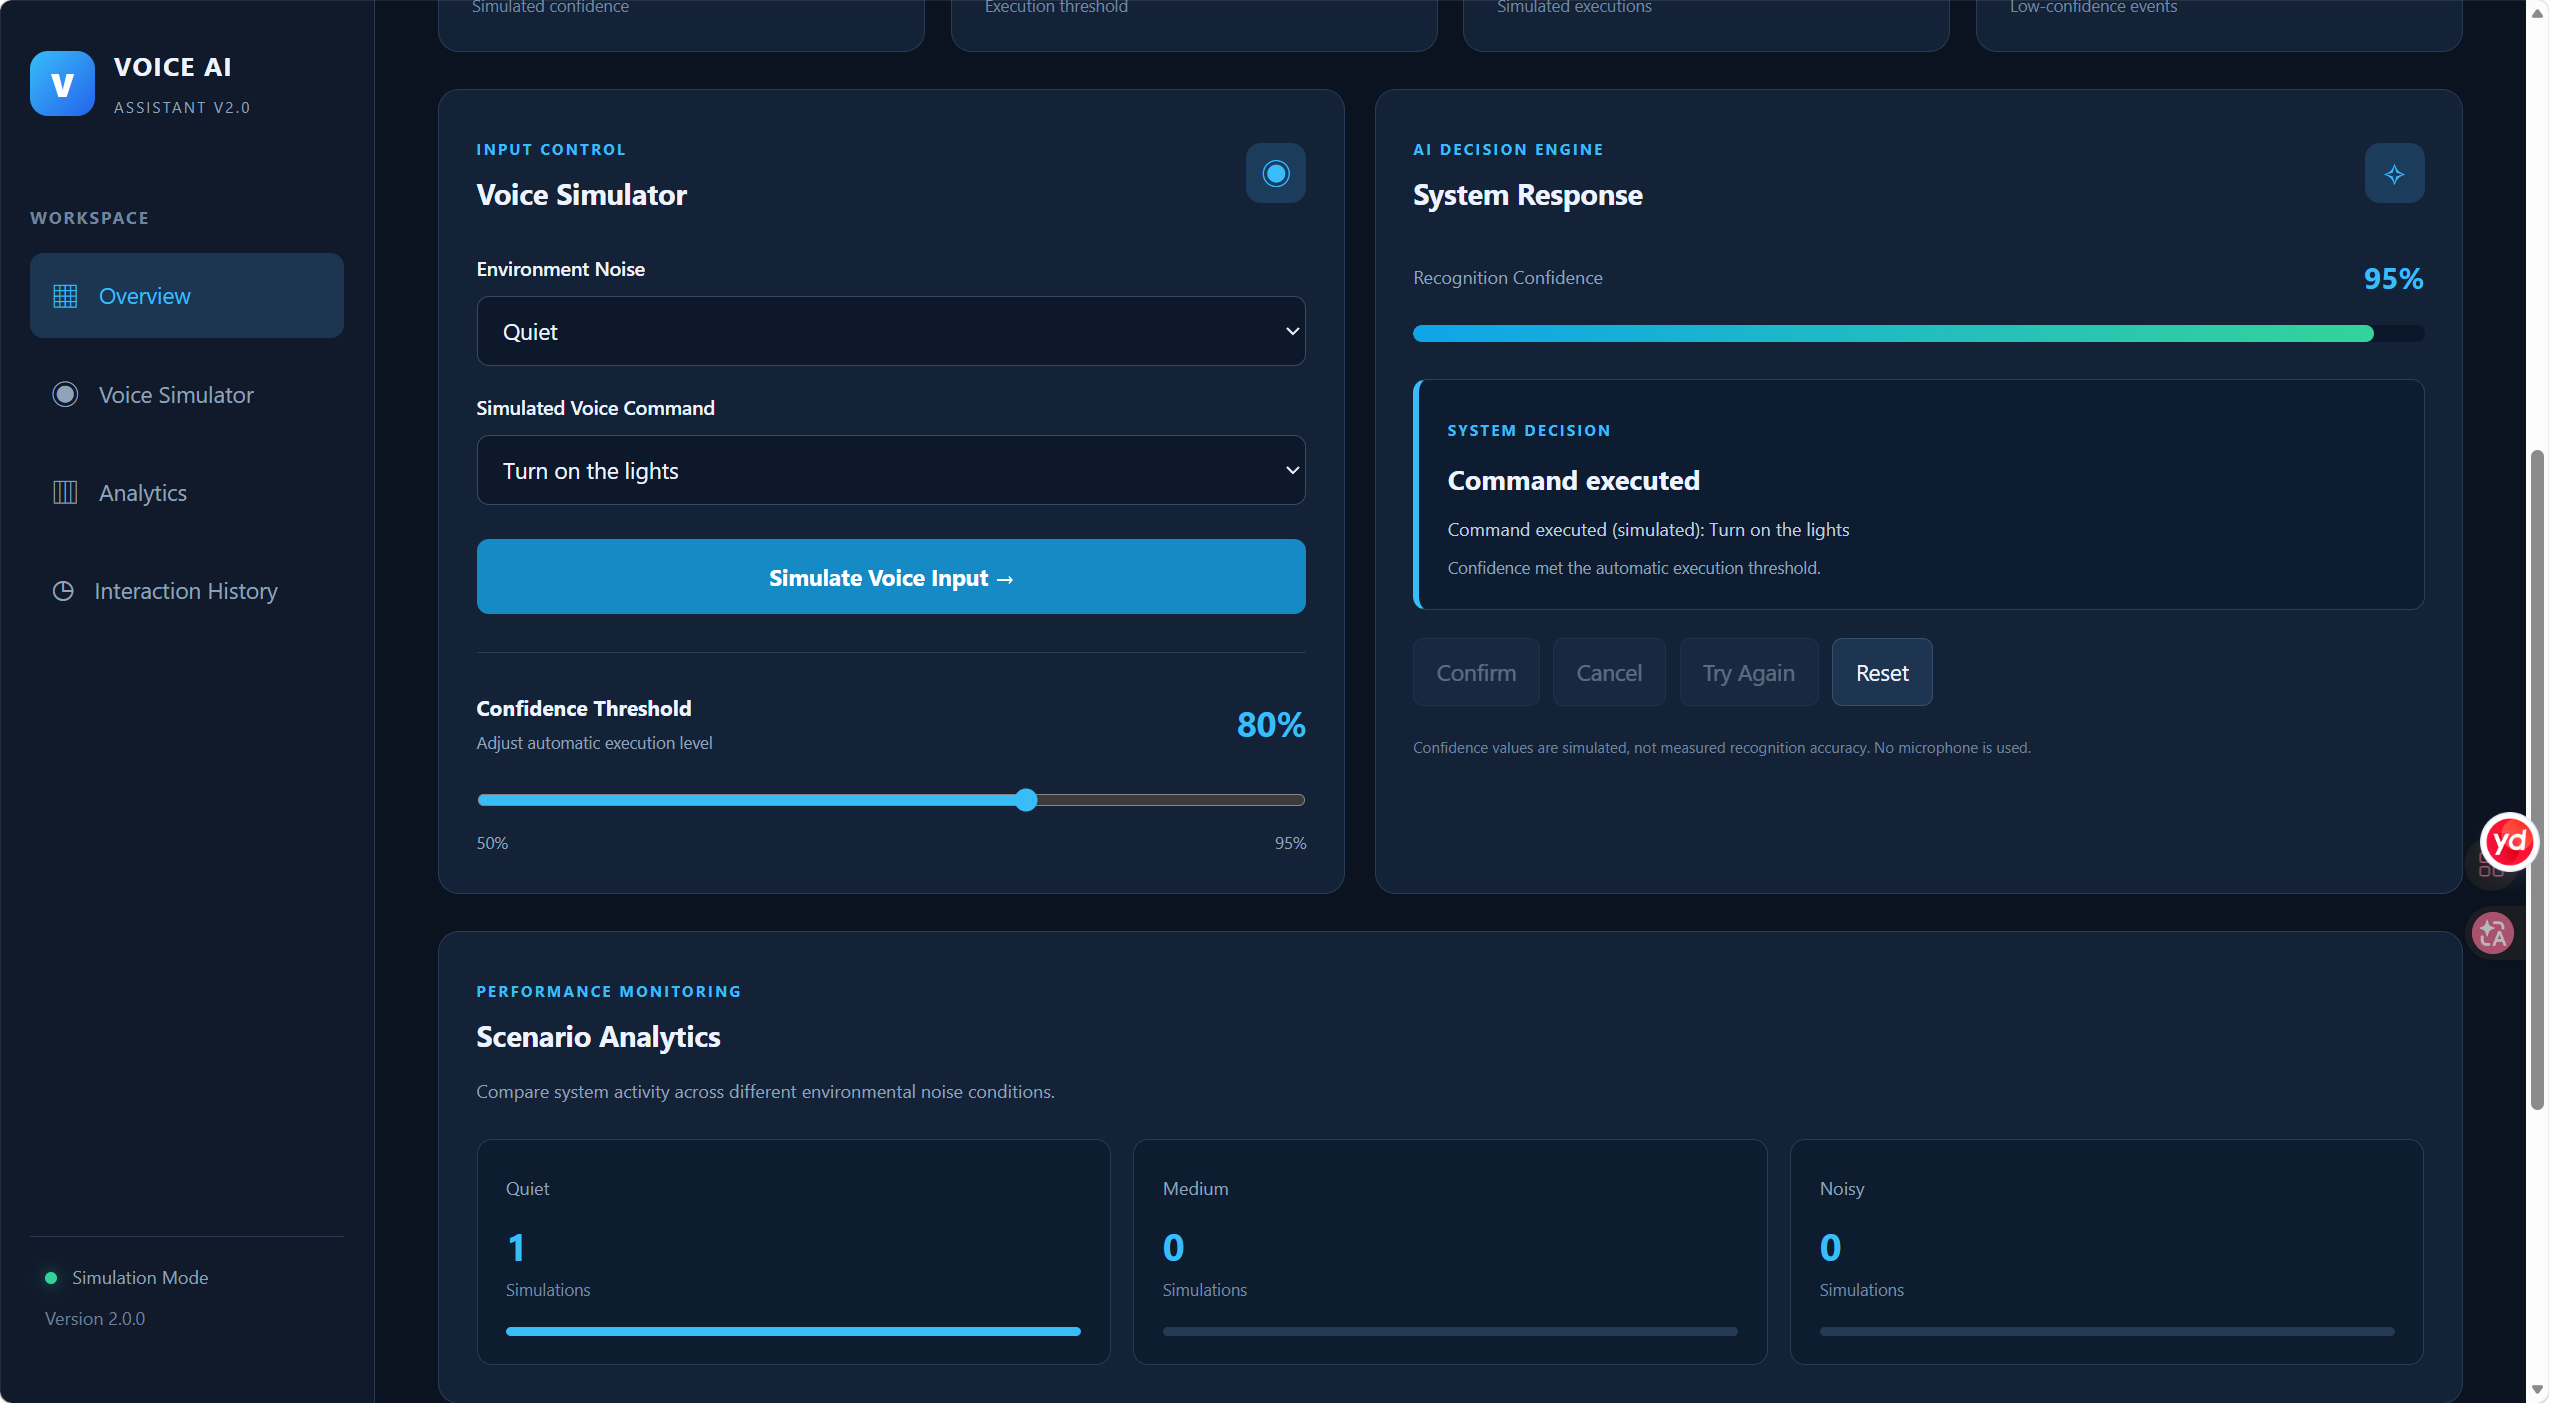 V
VOICE AI
ASSISTANT V2.0
WORKSPACE
Overview
Voice Simulator
Analytics
Interaction History
Simulation Mode
Version 2.0.0
Simulated confidence
Execution threshold
Simulated executions
Low-confidence events
INPUT CONTROL
Voice Simulator
Environment Noise
Quiet
Simulated Voice Command
Turn on the lights
Simulate Voice Input →
Confidence Threshold
Adjust automatic execution level
80%
50%
95%
AI DECISION ENGINE
System Response
Recognition Confidence
95%
SYSTEM DECISION
Command executed
Command executed (simulated): Turn on the lights
Confidence met the automatic execution threshold.
Confirm
Cancel
Try Again
Reset
Confidence values are simulated, not measured recognition accuracy. No microphone is used.
yd
A
PERFORMANCE MONITORING
Scenario Analytics
Compare system activity across different environmental noise conditions.
Quiet
1
Simulations
Medium
0
Simulations
Noisy
0
Simulations